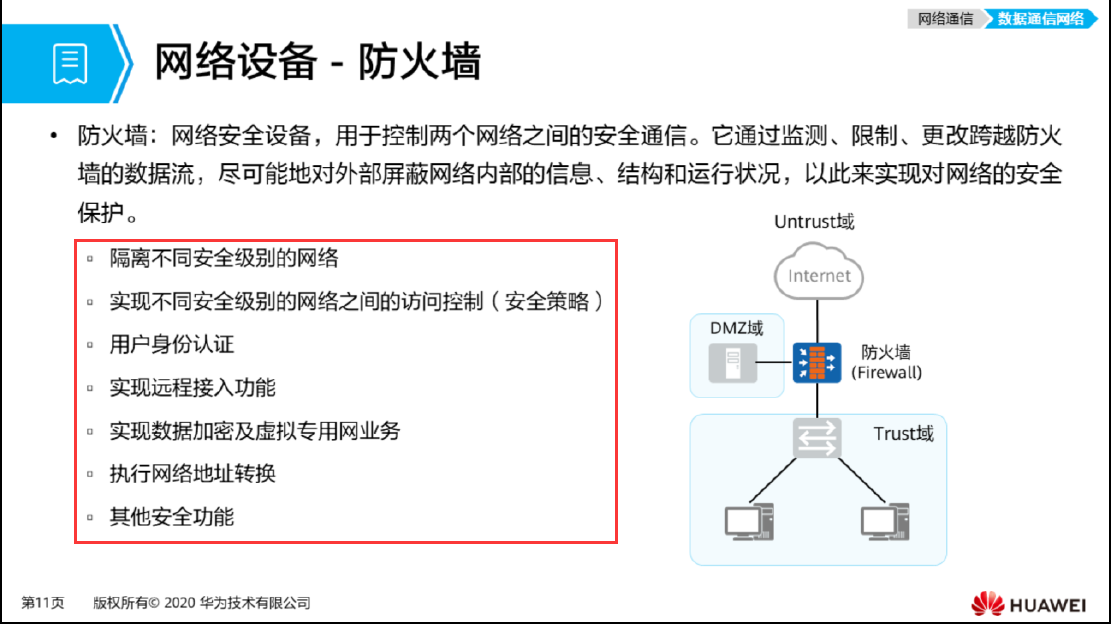 网络通信 数据通信网络
网络设备 - 防火墙
• 防火墙：网络安全设备，用于控制两个网络之间的安全通信。它通过监测、限制、更改跨越防火
墙的数据流，尽可能地对外部屏蔽网络内部的信息、结构和运行状况，以此来实现对网络的安全
保护。
▫ 隔离不同安全级别的网络
▫ 实现不同安全级别的网络之间的访问控制（安全策略）
▫ 用户身份认证
▫ 实现远程接入功能
▫ 实现数据加密及虚拟专用网业务
▫ 执行网络地址转换
▫ 其他安全功能
Untrust域
Internet
DMZ域
防火墙
(Firewall)
Trust域
第11页 版权所有© 2020 华为技术有限公司
HUAWEI